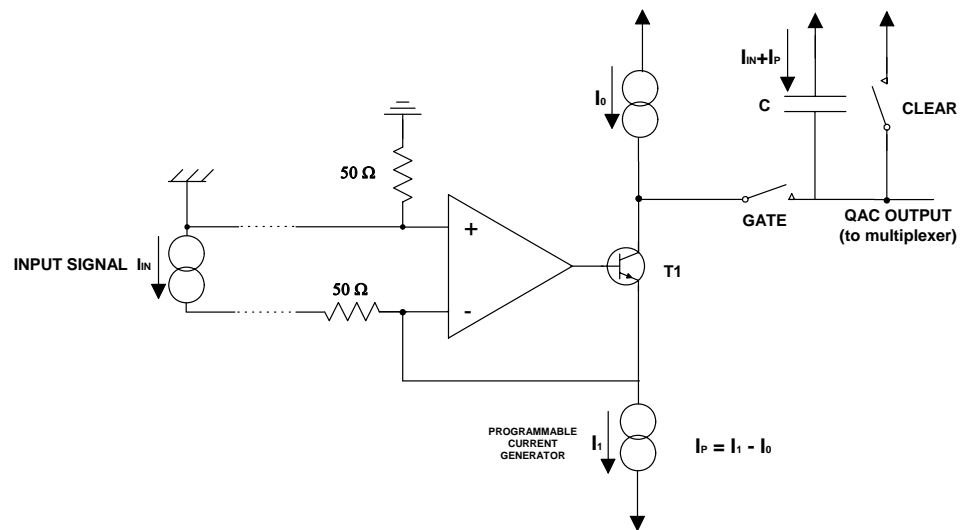 I0
IIN+IP
C
CLEAR
50 Ω
GATE
QAC OUTPUT
(to multiplexer)
+
INPUT SIGNAL IIN
T1
50 Ω
-
PROGRAMMABLE
CURRENT
GENERATOR
I1
IP = I1 - I0